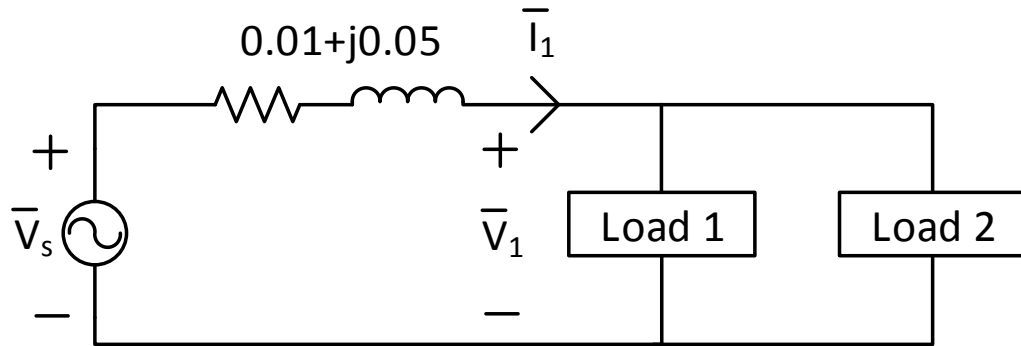 0.01+j0.05
I̅₁
+
+
V̅ₛ
V̅₁
Load 1
Load 2
−
−